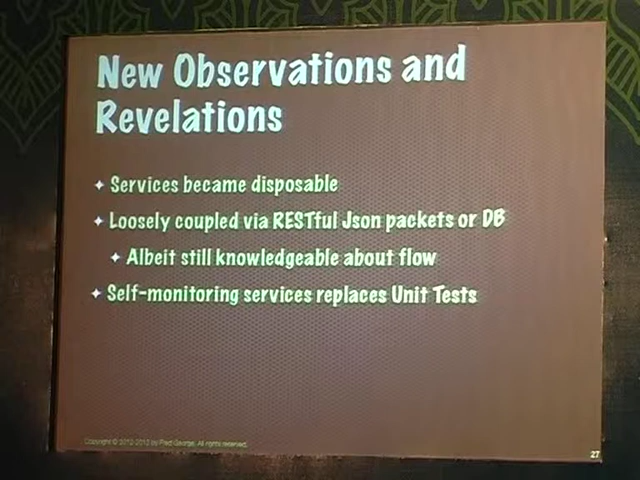 New Observations and
Revelations
Services became disposable
Loosely coupled via RESTful Json packets or DB
Albeit still knowledgeable about flow
Self-monitoring services replaces Unit Tests
Copyright © 2010-2012 by Fred George. All rights reserved.
27